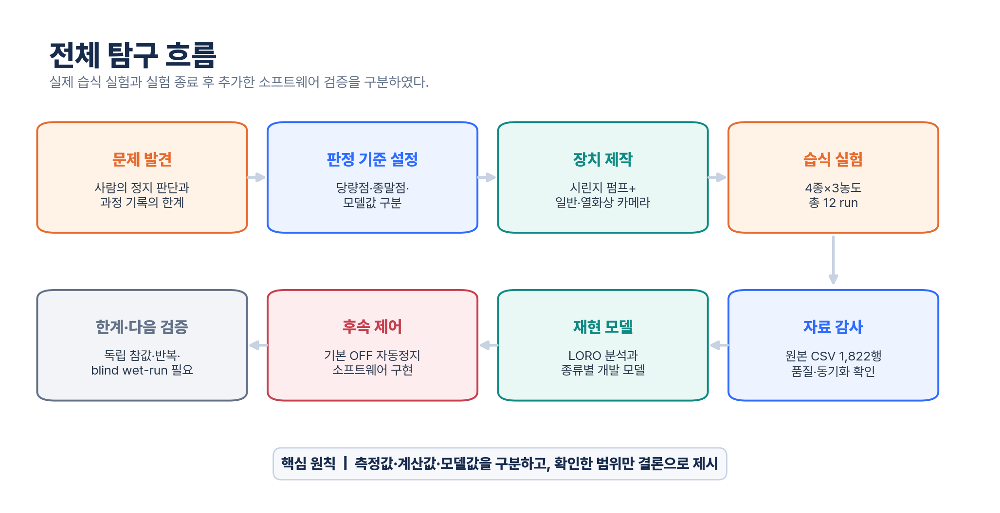 전체 탐구 흐름
실제 습식 실험과 실험 종료 후 추가한 소프트웨어 검증을 구분하였다.
문제 발견
사람의 정지 판단과
과정 기록의 한계
판정 기준 설정
당량점·종말점·
모델값 구분
장치 제작
시린지 펌프+
일반·열화상 카메라
습식 실험
4종×3농도
총 12 run
자료 감사
원본 CSV 1,822행
품질·동기화 확인
재현 모델
LORO 분석과
종류별 개발 모델
후속 제어
기본 OFF 자동정지
소프트웨어 구현
한계·다음 검증
독립 참값·반복·
blind wet-run 필요
핵심 원칙 | 측정값·계산값·모델값을 구분하고, 확인한 범위만 결론으로 제시